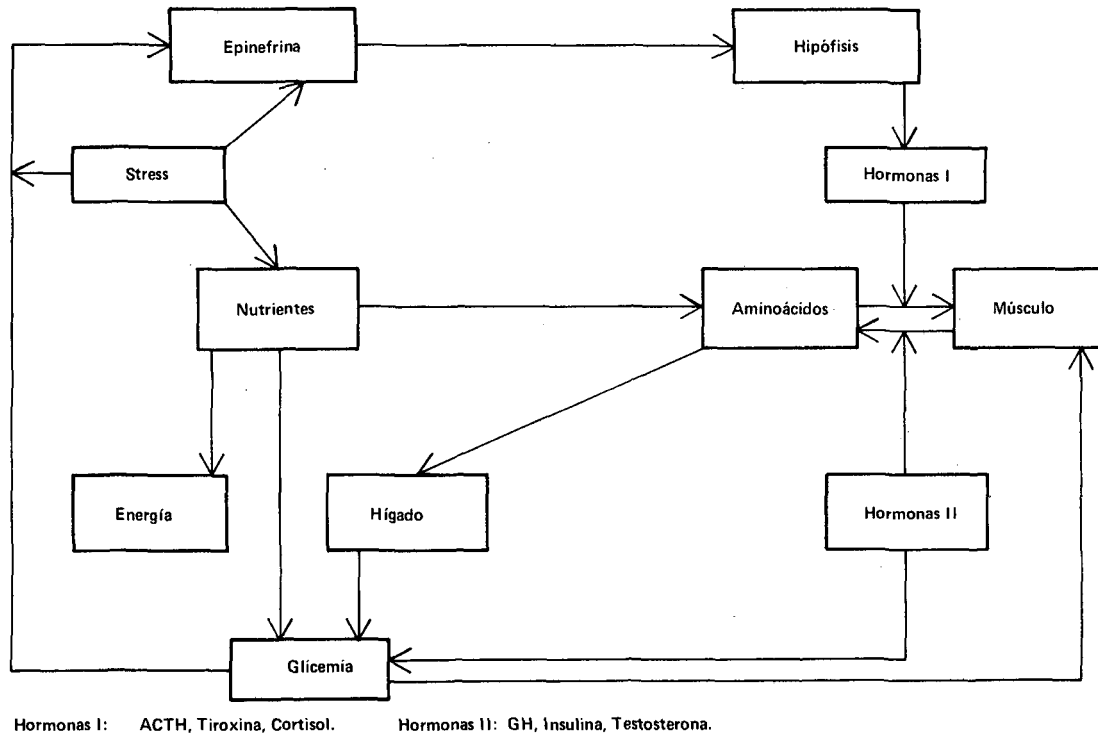 Epinefrina
Hipófisis
Stress
Hormonas I
Nutrientes
Aminoácidos
Músculo
Energía
Hígado
Hormonas II
Glicemia
Hormonas I: ACTH, Tiroxina, Cortisol. Hormonas II: GH, Insulina, Testosterona.